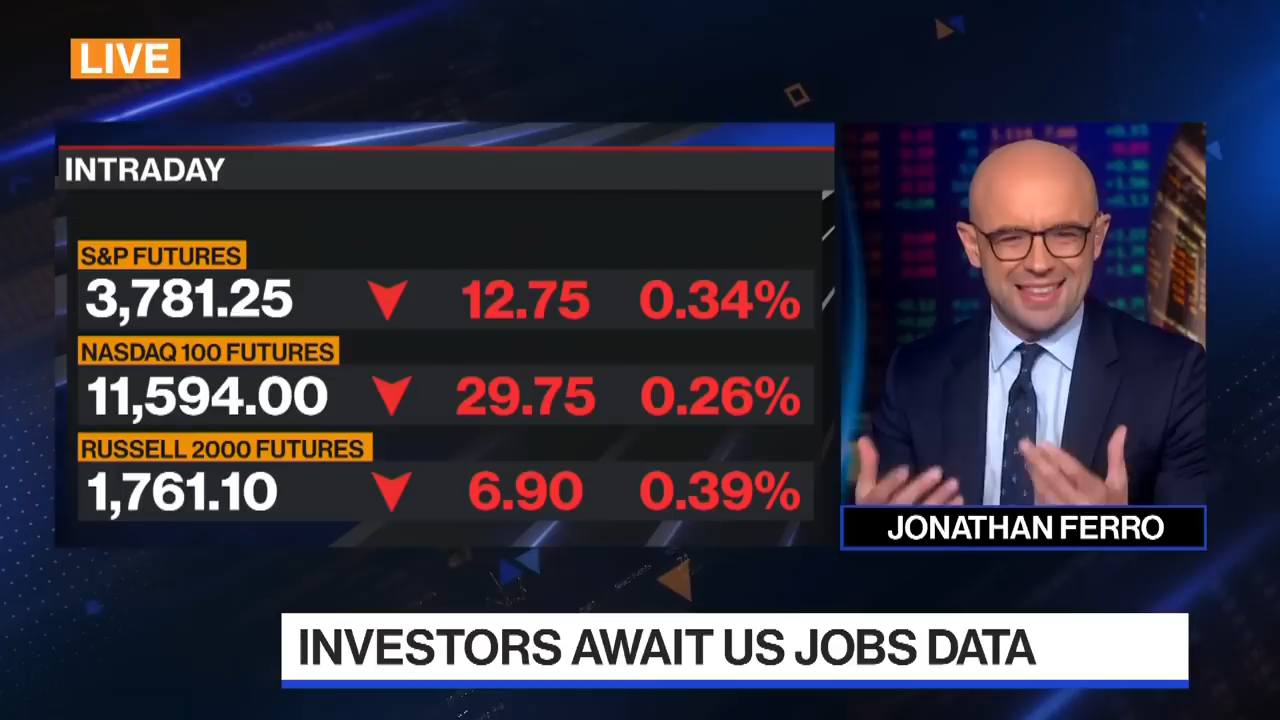 LIVE
INTRADAY
S&P FUTURES
3,781.25 12.75 0.34%
NASDAQ 100 FUTURES
11,594.00 29.75 0.26%
RUSSELL 2000 FUTURES
1,761.10 6.90 0.39%
JONATHAN FERRO
INVESTORS AWAIT US JOBS DATA